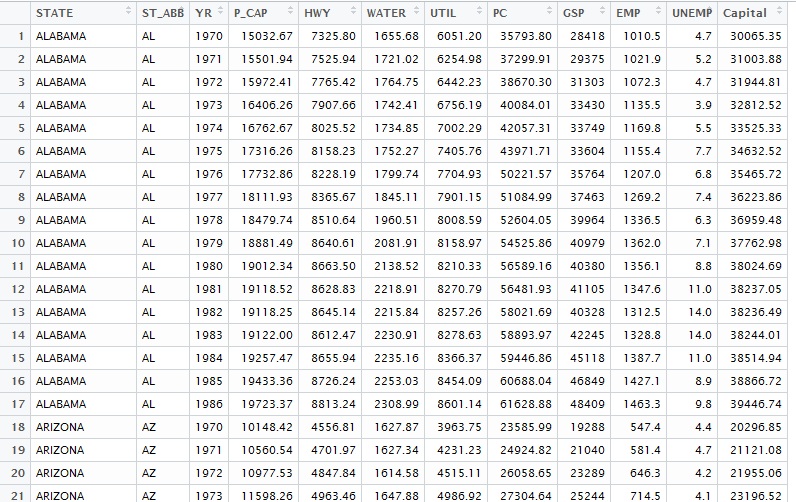 STATE ST_ABB YR P_CAP HWY WATER UTIL PC GSP EMP UNEMP Capital
1 ALABAMA AL 1970 15032.67 7325.80 1655.68 6051.20 35793.80 28418 1010.5 4.7 30065.35
2 ALABAMA AL 1971 15501.94 7525.94 1721.02 6254.98 37299.91 29375 1021.9 5.2 31003.88
3 ALABAMA AL 1972 15972.41 7765.42 1764.75 6442.23 38670.30 31303 1072.3 4.7 31944.81
4 ALABAMA AL 1973 16406.26 7907.66 1742.41 6756.19 40084.01 33430 1135.5 3.9 32812.52
5 ALABAMA AL 1974 16762.67 8025.52 1734.85 7002.29 42057.31 33749 1169.8 5.5 33525.33
6 ALABAMA AL 1975 17316.26 8158.23 1752.27 7405.76 43971.71 33604 1155.4 7.7 34632.52
7 ALABAMA AL 1976 17732.86 8228.19 1799.74 7704.93 50221.57 35764 1207.0 6.8 35465.72
8 ALABAMA AL 1977 18111.93 8365.67 1845.11 7901.15 51084.99 37463 1269.2 7.4 36223.86
9 ALABAMA AL 1978 18479.74 8510.64 1960.51 8008.59 52604.05 39964 1336.5 6.3 36959.48
10 ALABAMA AL 1979 18881.49 8640.61 2081.91 8158.97 54525.86 40979 1362.0 7.1 37762.98
11 ALABAMA AL 1980 19012.34 8663.50 2138.52 8210.33 56589.16 40380 1356.1 8.8 38024.69
12 ALABAMA AL 1981 19118.52 8628.83 2218.91 8270.79 56481.93 41105 1347.6 11.0 38237.05
13 ALABAMA AL 1982 19118.25 8645.14 2215.84 8257.26 58021.69 40328 1312.5 14.0 38236.49
14 ALABAMA AL 1983 19122.00 8612.47 2230.91 8278.63 58893.97 42245 1328.8 14.0 38244.01
15 ALABAMA AL 1984 19257.47 8655.94 2235.16 8366.37 59446.86 45118 1387.7 11.0 38514.94
16 ALABAMA AL 1985 19433.36 8726.24 2253.03 8454.09 60688.04 46849 1427.1 8.9 38866.72
17 ALABAMA AL 1986 19723.37 8813.24 2308.99 8601.14 61628.88 48409 1463.3 9.8 39446.74
18 ARIZONA AZ 1970 10148.42 4556.81 1627.87 3963.75 23585.99 19288 547.4 4.4 20296.85
19 ARIZONA AZ 1971 10560.54 4701.97 1627.34 4231.23 24924.82 21040 581.4 4.7 21121.08
20 ARIZONA AZ 1972 10977.53 4847.84 1614.58 4515.11 26058.65 23289 646.3 4.2 21955.06
21 ARIZONA AZ 1973 11598.26 4963.46 1647.88 4986.92 27304.64 25244 714.5 4.1 23196.52